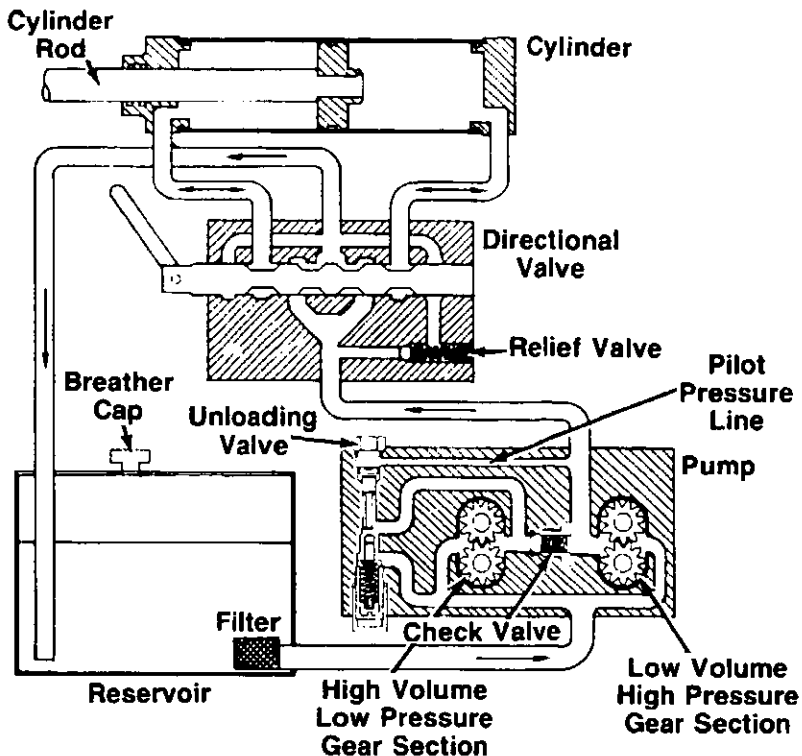 Cylinder
Rod
Cylinder
Directional
Valve
Relief Valve
Pilot
Pressure
Line
Breather
Cap
Unloading
Valve
Pump
Filter
Check Valve
Reservoir
High Volume
Low Pressure
Gear Section
Low Volume
High Pressure
Gear Section